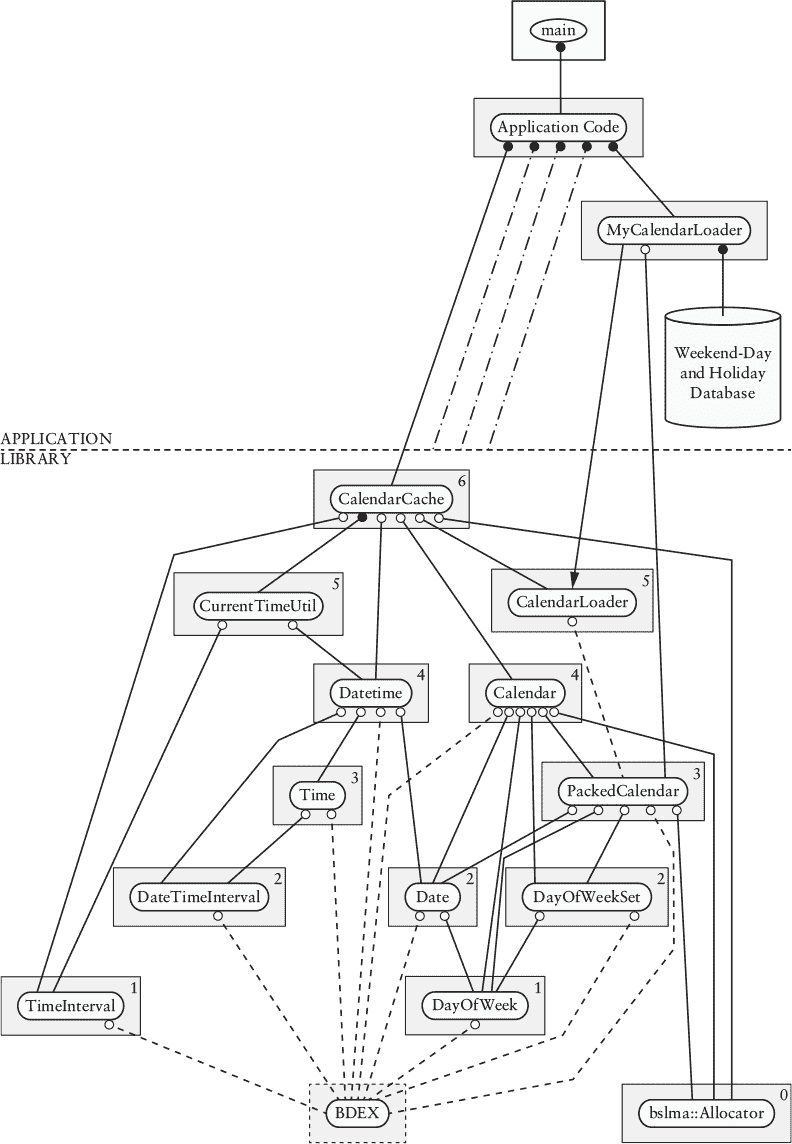 main
Application Code
MyCalendarLoader
Weekend-Day
and Holiday
Database
APPLICATION
LIBRARY
6
CalendarCache
5
CurrentTimeUtil
5
CalendarLoader
4
Datetime
4
Calendar
3
Time
3
PackedCalendar
2
DateTimeInterval
2
Date
2
DayOfWeekSet
1
TimeInterval
1
DayOfWeek
BDEX
0
bslma::Allocator